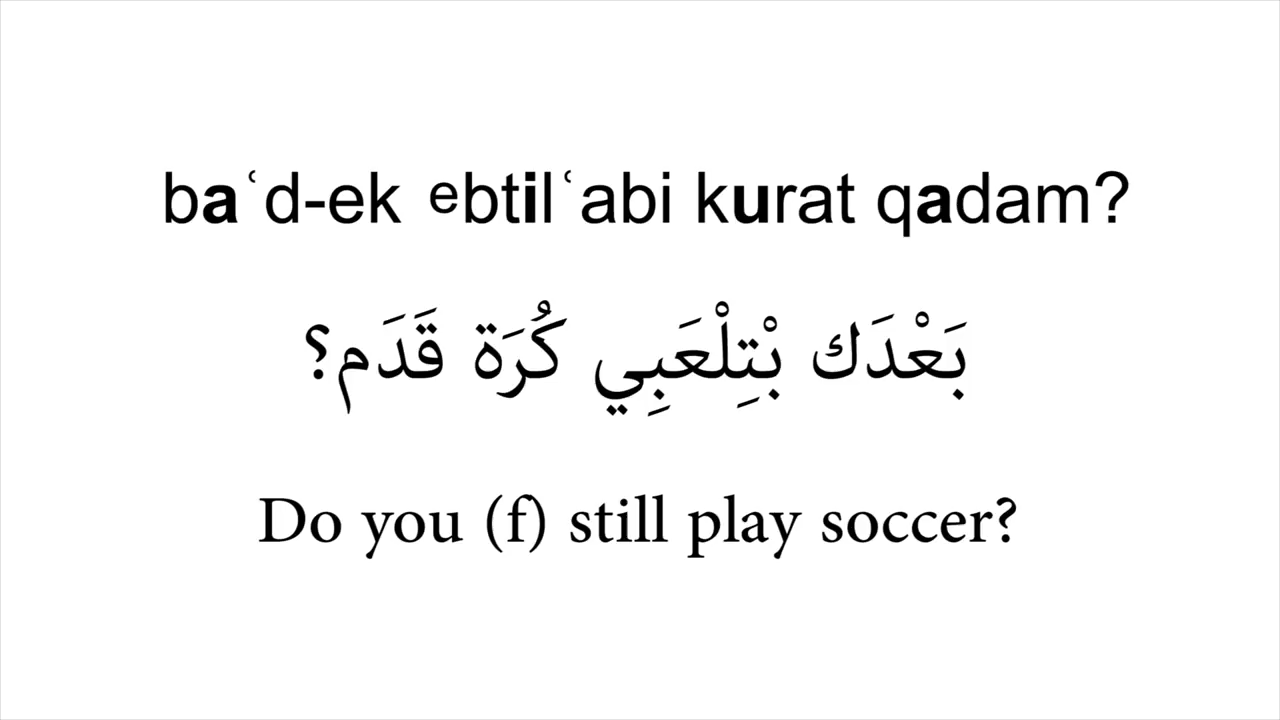 baʿd-ek ᵉbtilʿabi kurat qadam?
بَعْدَك بْتِلْعَبِي كُرَة قَدَم؟
Do you (f) still play soccer?